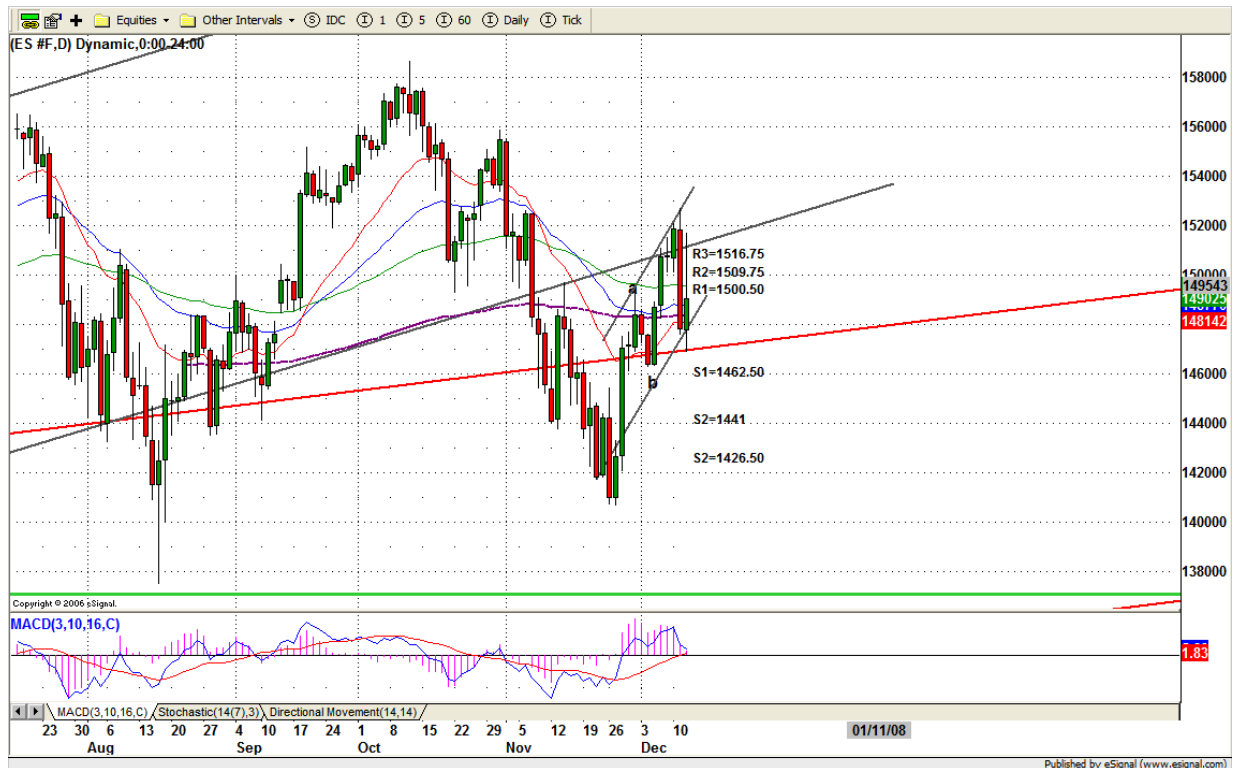 Equities Other Intervals S IDC I 1 I 5 I 60 I Daily I Tick
(ES #F,D) Dynamic,0:00-24:00
158000
156000
154000
152000
R3=1516.75
R2=1509.75
150000
a
R1=1500.50
149543
149025
148142
S1=1462.50
146000
b
144000
S2=1441
S2=1426.50
142000
140000
138000
Copyright © 2006 eSignal.
MACD(3,10,16,C)
1.83
MACD(3,10,16,C) Stochastic(14(7),3) Directional Movement(14,14)
23 30 6 13 20 27 4 10 17 24 1 8 15 22 29 5 12 19 26 3 10 01/11/08
Aug Sep Oct Nov Dec
Published by eSignal (www.esignal.com)